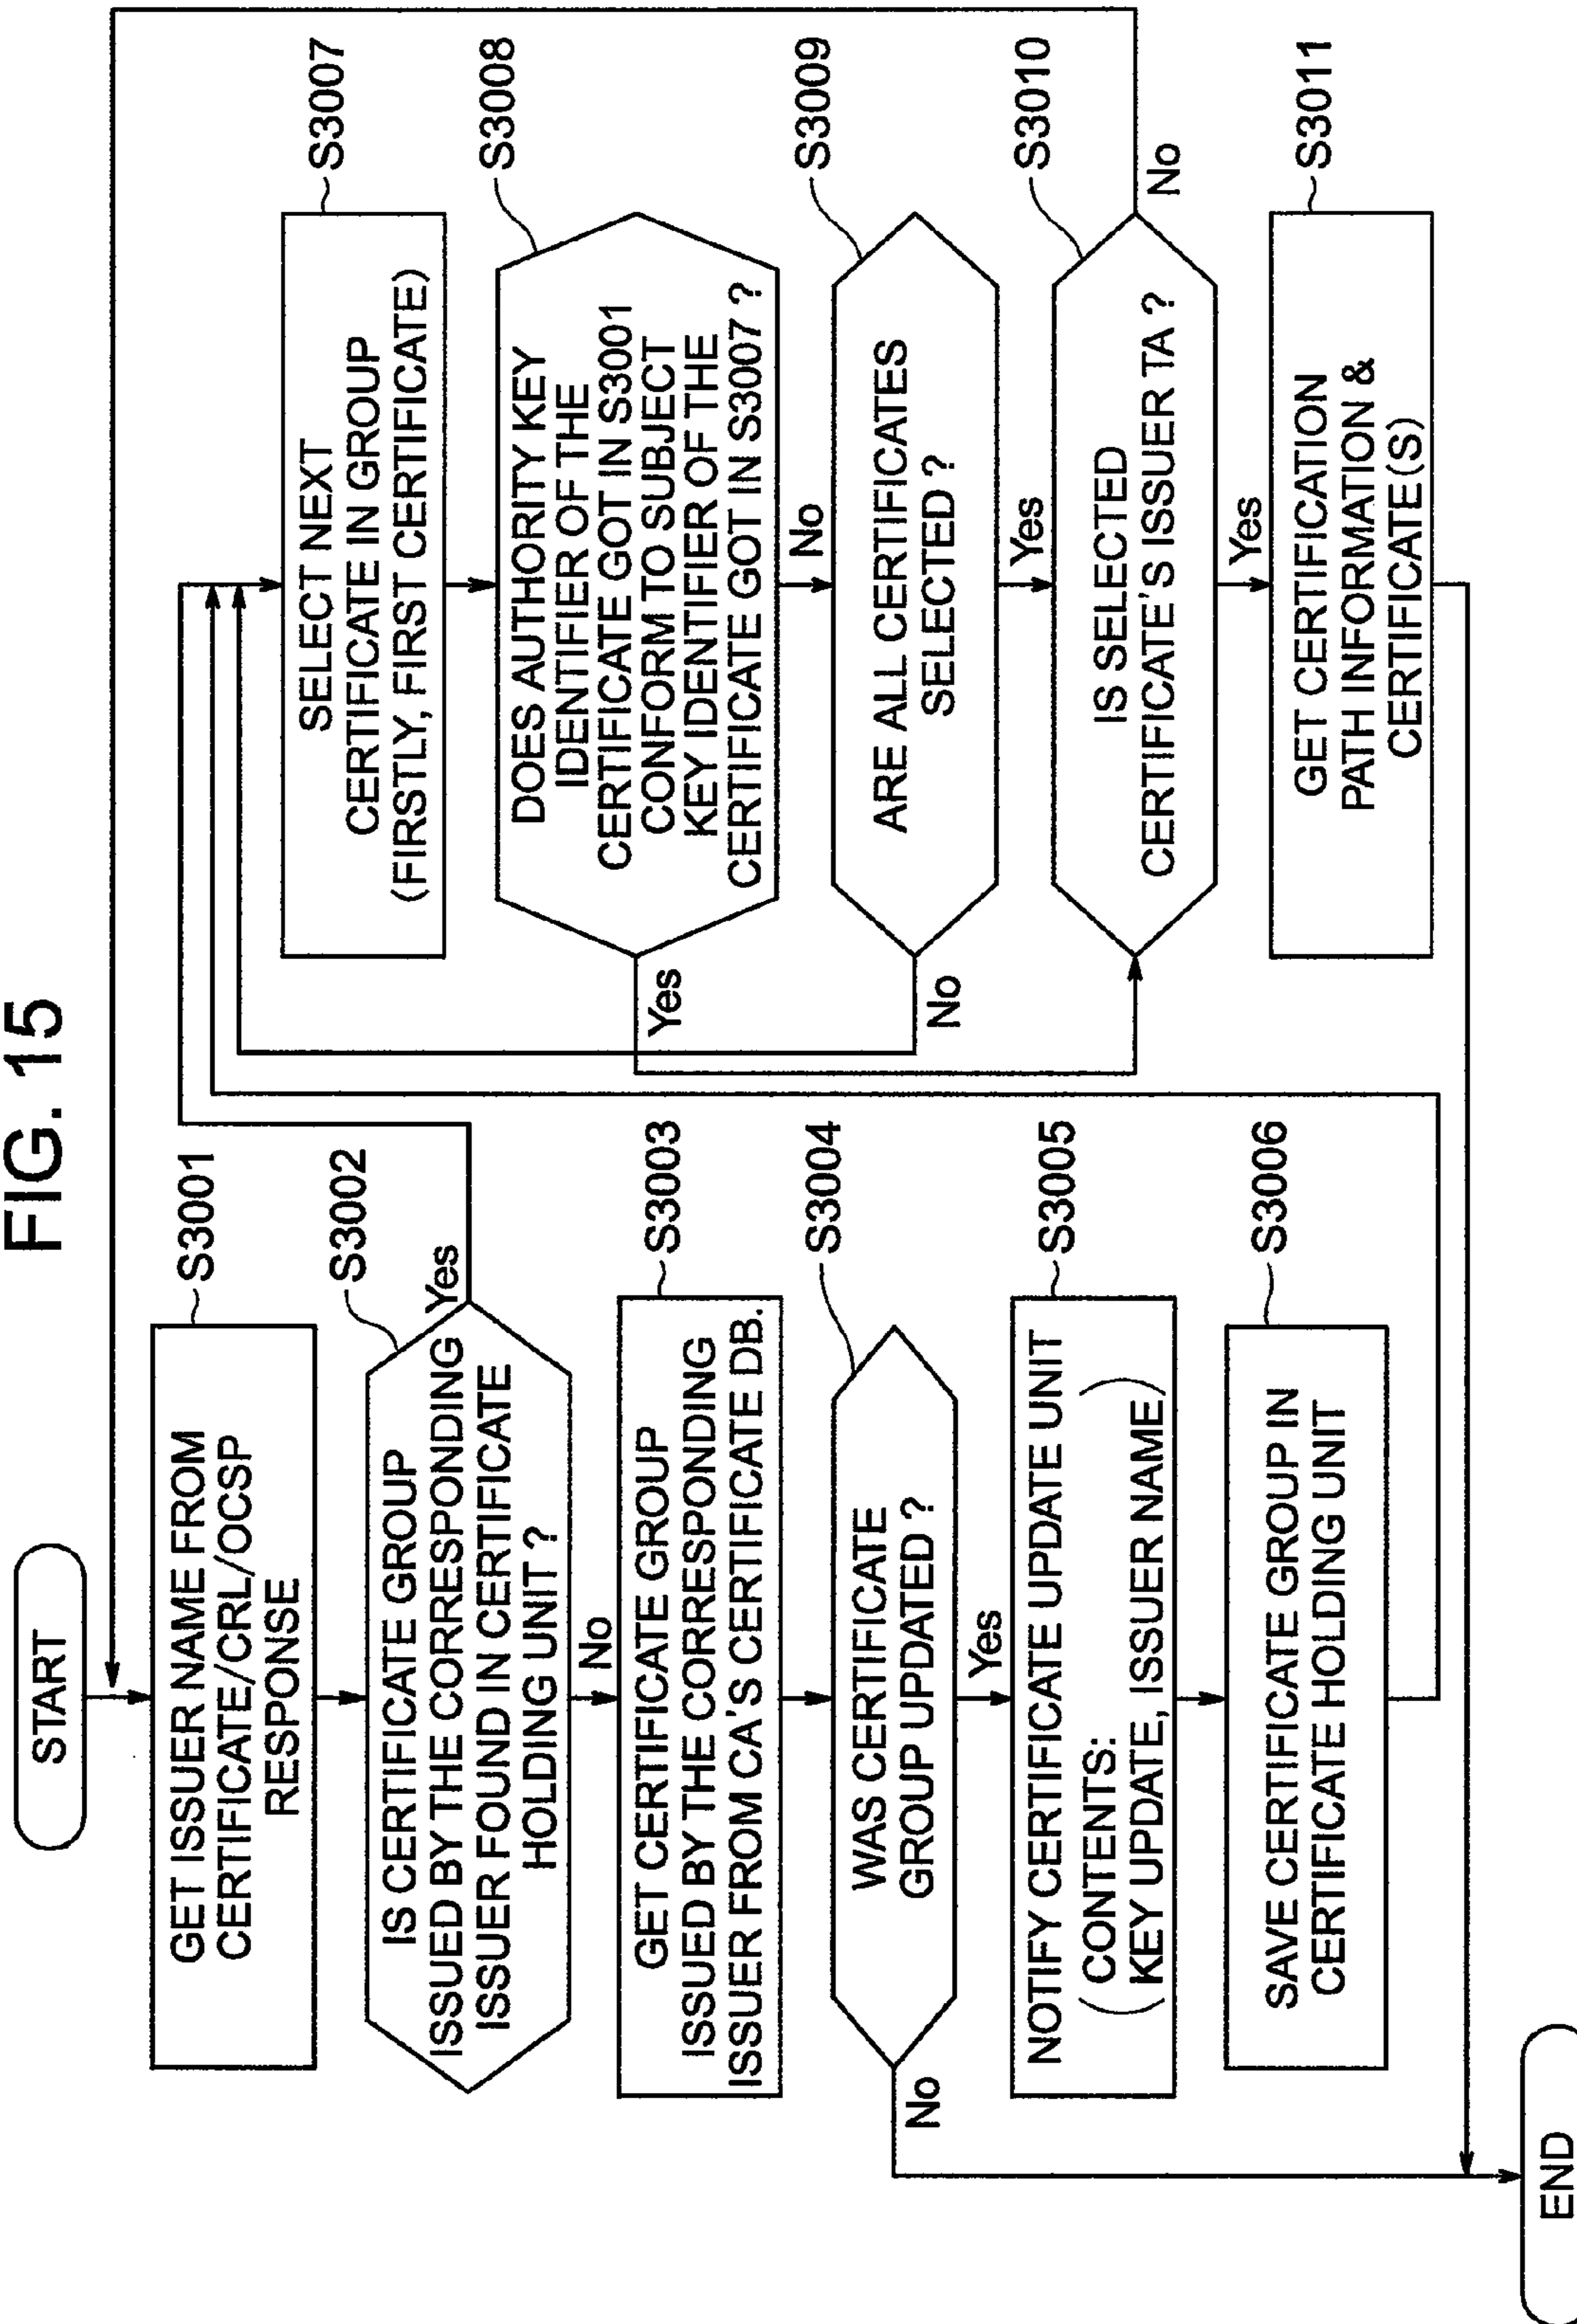 FIG. 15
START
S3001
GET ISSUER NAME FROM
CERTIFICATE/CRL/OCSP
RESPONSE
S3002
IS CERTIFICATE GROUP
ISSUED BY THE CORRESPONDING
ISSUER FOUND IN CERTIFICATE
HOLDING UNIT ?
Yes
No
S3003
GET CERTIFICATE GROUP
ISSUED BY THE CORRESPONDING
ISSUER FROM CA'S CERTIFICATE DB.
S3004
WAS CERTIFICATE
GROUP UPDATED ?
No
Yes
S3005
NOTIFY CERTIFICATE UPDATE UNIT
(CONTENTS:
KEY UPDATE, ISSUER NAME)
S3006
SAVE CERTIFICATE GROUP IN
CERTIFICATE HOLDING UNIT
END
S3007
SELECT NEXT
CERTIFICATE IN GROUP
(FIRSTLY, FIRST CERTIFICATE)
S3008
DOES AUTHORITY KEY
IDENTIFIER OF THE
CERTIFICATE GOT IN S3001
CONFORM TO SUBJECT
KEY IDENTIFIER OF THE
CERTIFICATE GOT IN S3007 ?
Yes
No
S3009
ARE ALL CERTIFICATES
SELECTED ?
No
Yes
S3010
IS SELECTED
CERTIFICATE'S ISSUER TA ?
No
Yes
S3011
GET CERTIFICATION
PATH INFORMATION &
CERTIFICATE(S)